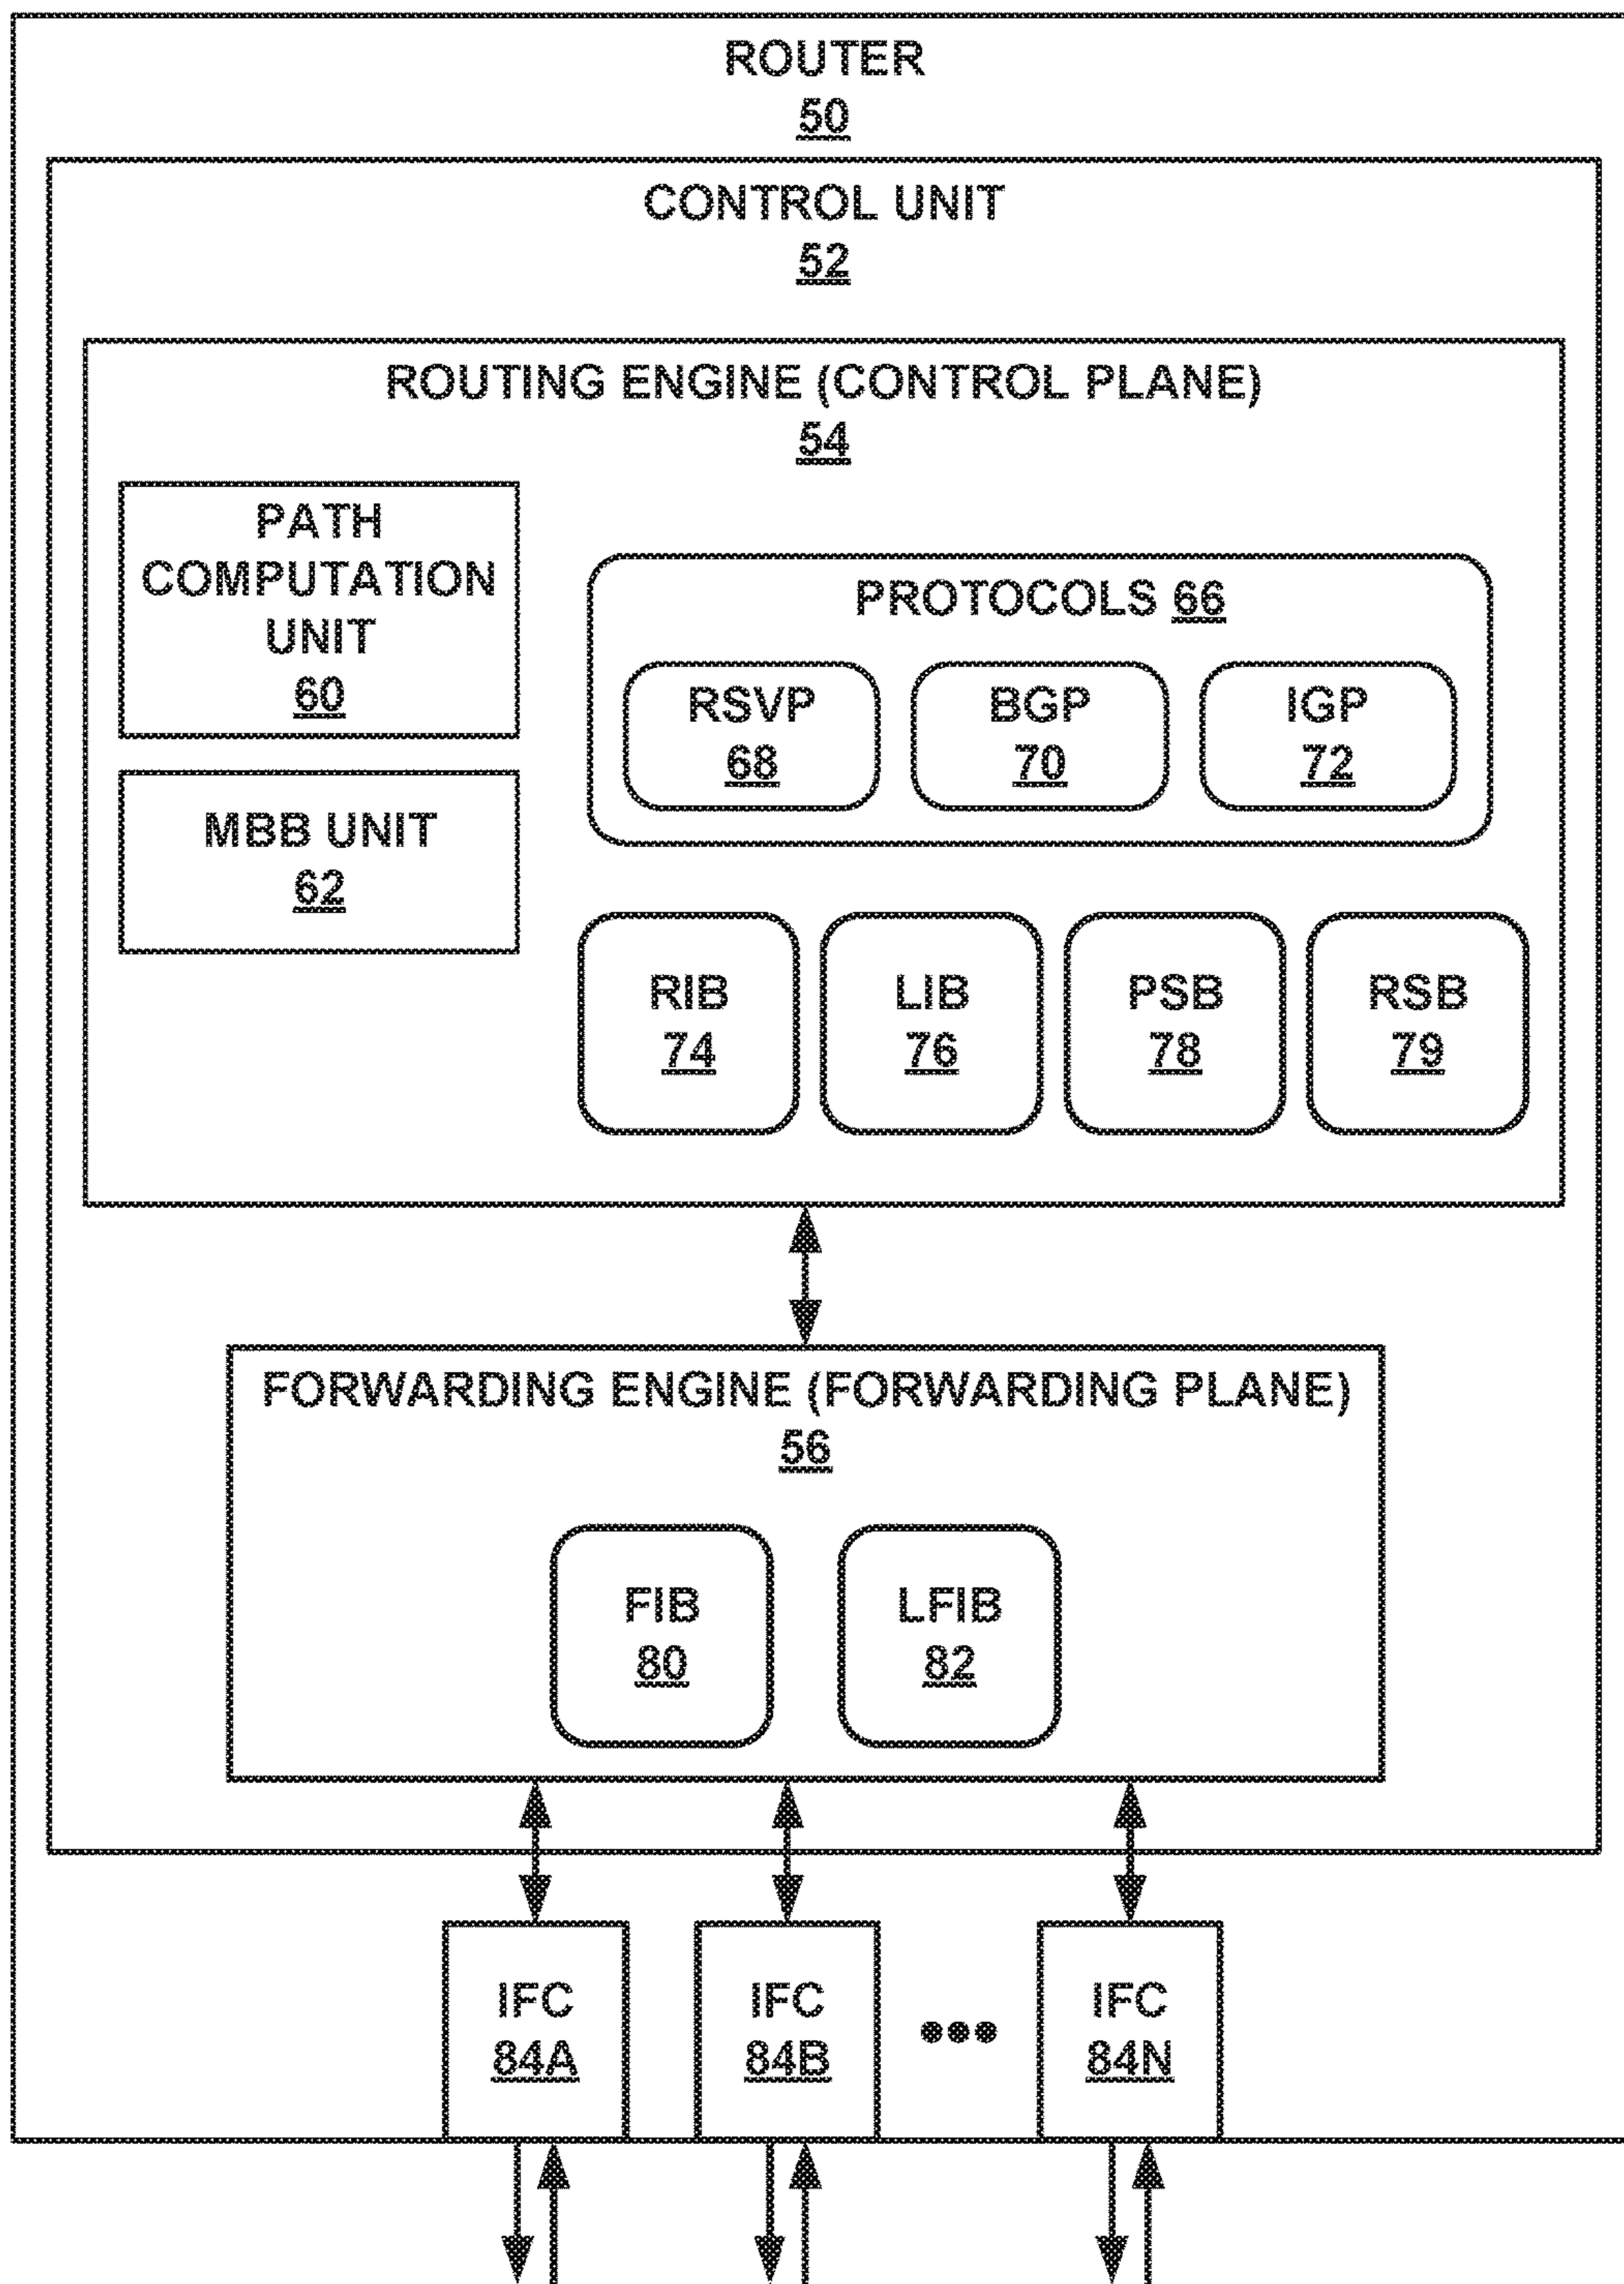 ROUTER
50
CONTROL UNIT
52
ROUTING ENGINE (CONTROL PLANE)
54
PATH
COMPUTATION
UNIT
60
MBB UNIT
62
PROTOCOLS 66
RSVP
68
BGP
70
IGP
72
RIB
74
LIB
76
PSB
78
RSB
79
FORWARDING ENGINE (FORWARDING PLANE)
56
FIB
80
LFIB
82
IFC
84A
IFC
84B
IFC
84N